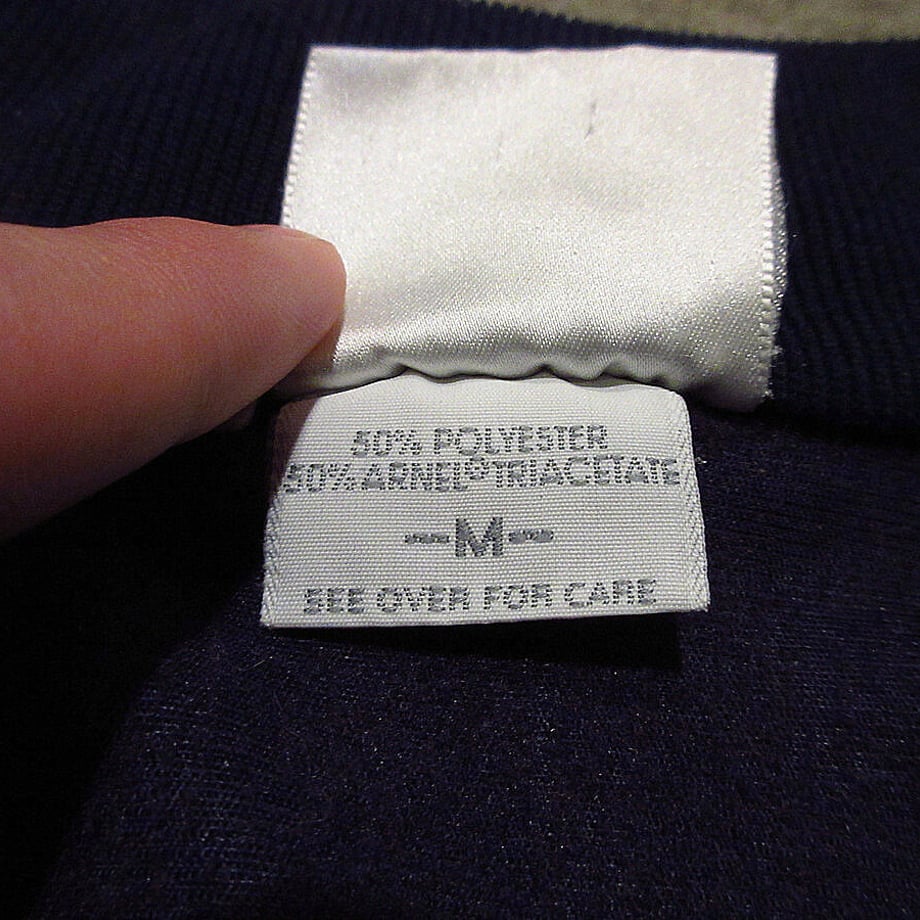 50% POLYESTER
50% ARNEL® TRIACETATE
—M—
SEE OVER FOR CARE